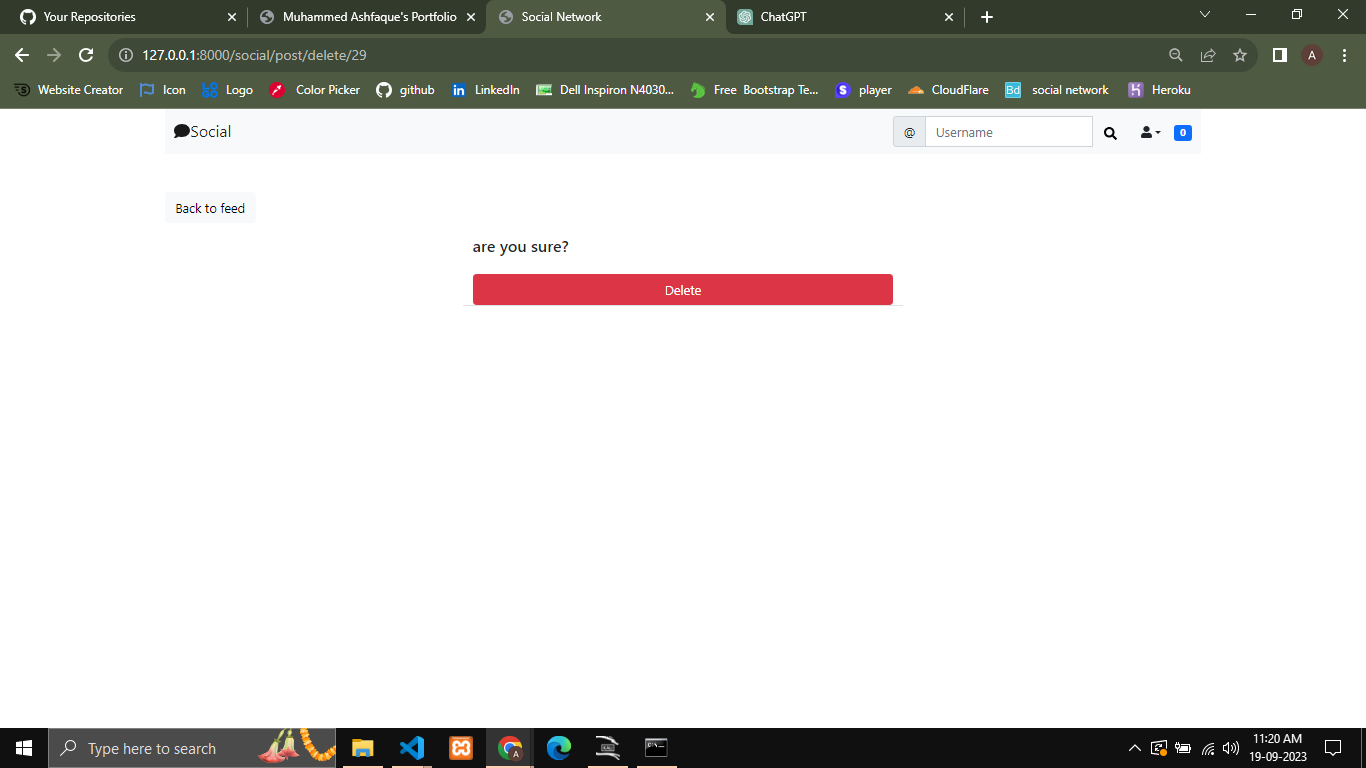 Your Repositories
Muhammed Ashfaque's Portfolio
Social Network
ChatGPT
127.0.0.1:8000/social/post/delete/29
A
Website Creator
Icon
Logo
Color Picker
github
LinkedIn
Dell Inspiron N4030...
Free Bootstrap Te...
player
CloudFlare
Bd social network
Heroku
Social
@ Username
0
Back to feed
are you sure?
Delete
Type here to search
11:20 AM
19-09-2023